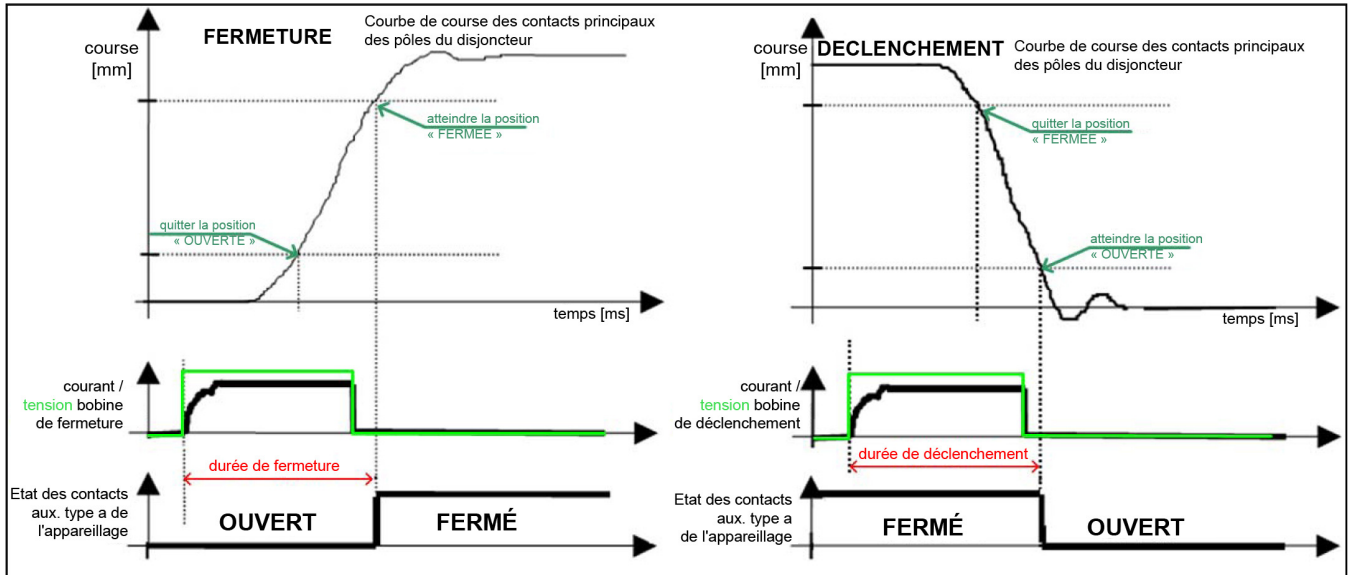 FERMETURE
Courbe de course des contacts principaux
des pôles du disjoncteur
course
[mm]
atteindre la position
« FERMEE »
quitter la position
« OUVERTE »
temps [ms]
courant /
tension bobine
de fermeture
durée de fermeture
Etat des contacts
aux. type a de
l'appareillage
OUVERT
FERMÉ
course
[mm]
DECLENCHEMENT
Courbe de course des contacts principaux
des pôles du disjoncteur
quitter la position
« FERMEE »
atteindre la position
« OUVERTE »
temps [ms]
courant /
tension bobine
de déclenchement
durée de déclenchement
Etat des contacts
aux. type a
de l'appareillage
FERMÉ
OUVERT